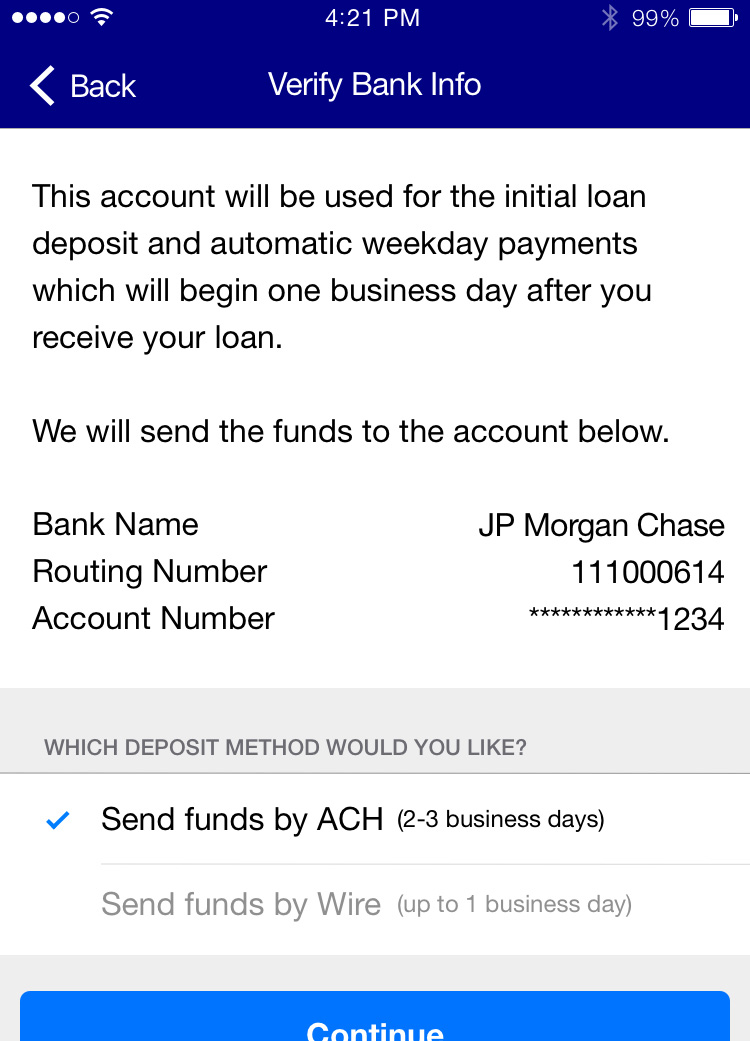 4:21 PM 99%
Back Verify Bank Info
This account will be used for the initial loan
deposit and automatic weekday payments
which will begin one business day after you
receive your loan.
We will send the funds to the account below.
Bank Name JP Morgan Chase
Routing Number 111000614
Account Number ************1234
WHICH DEPOSIT METHOD WOULD YOU LIKE?
Send funds by ACH (2-3 business days)
Send funds by Wire (up to 1 business day)
Continue